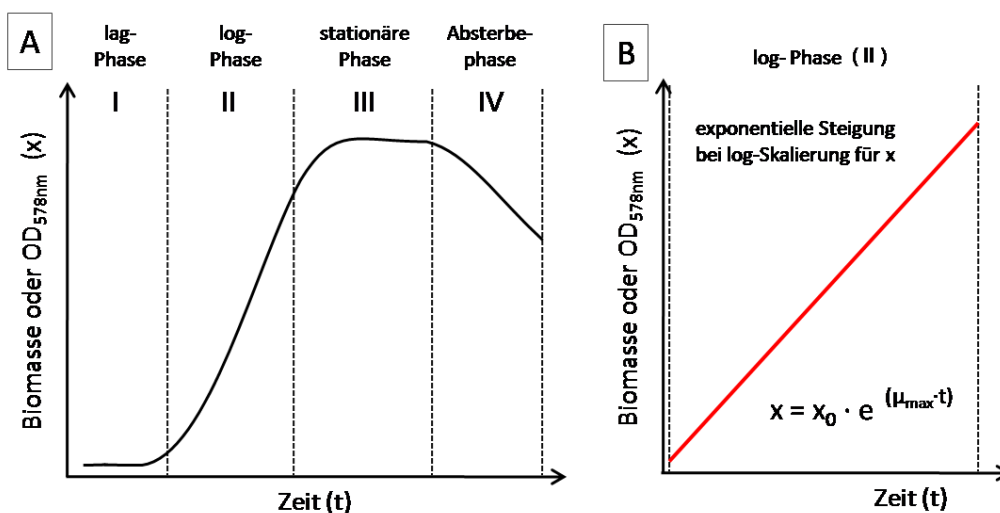 A
lag-
Phase
I
log-
Phase
II
stationäre
Phase
III
Absterbe-
phase
IV
Biomasse oder OD578nm (x)
Zeit (t)
B
log- Phase (II)
exponentielle Steigung
bei log-Skalierung für x
Biomasse oder OD578nm (x)
x = x0 · e (μmax·t)
Zeit (t)